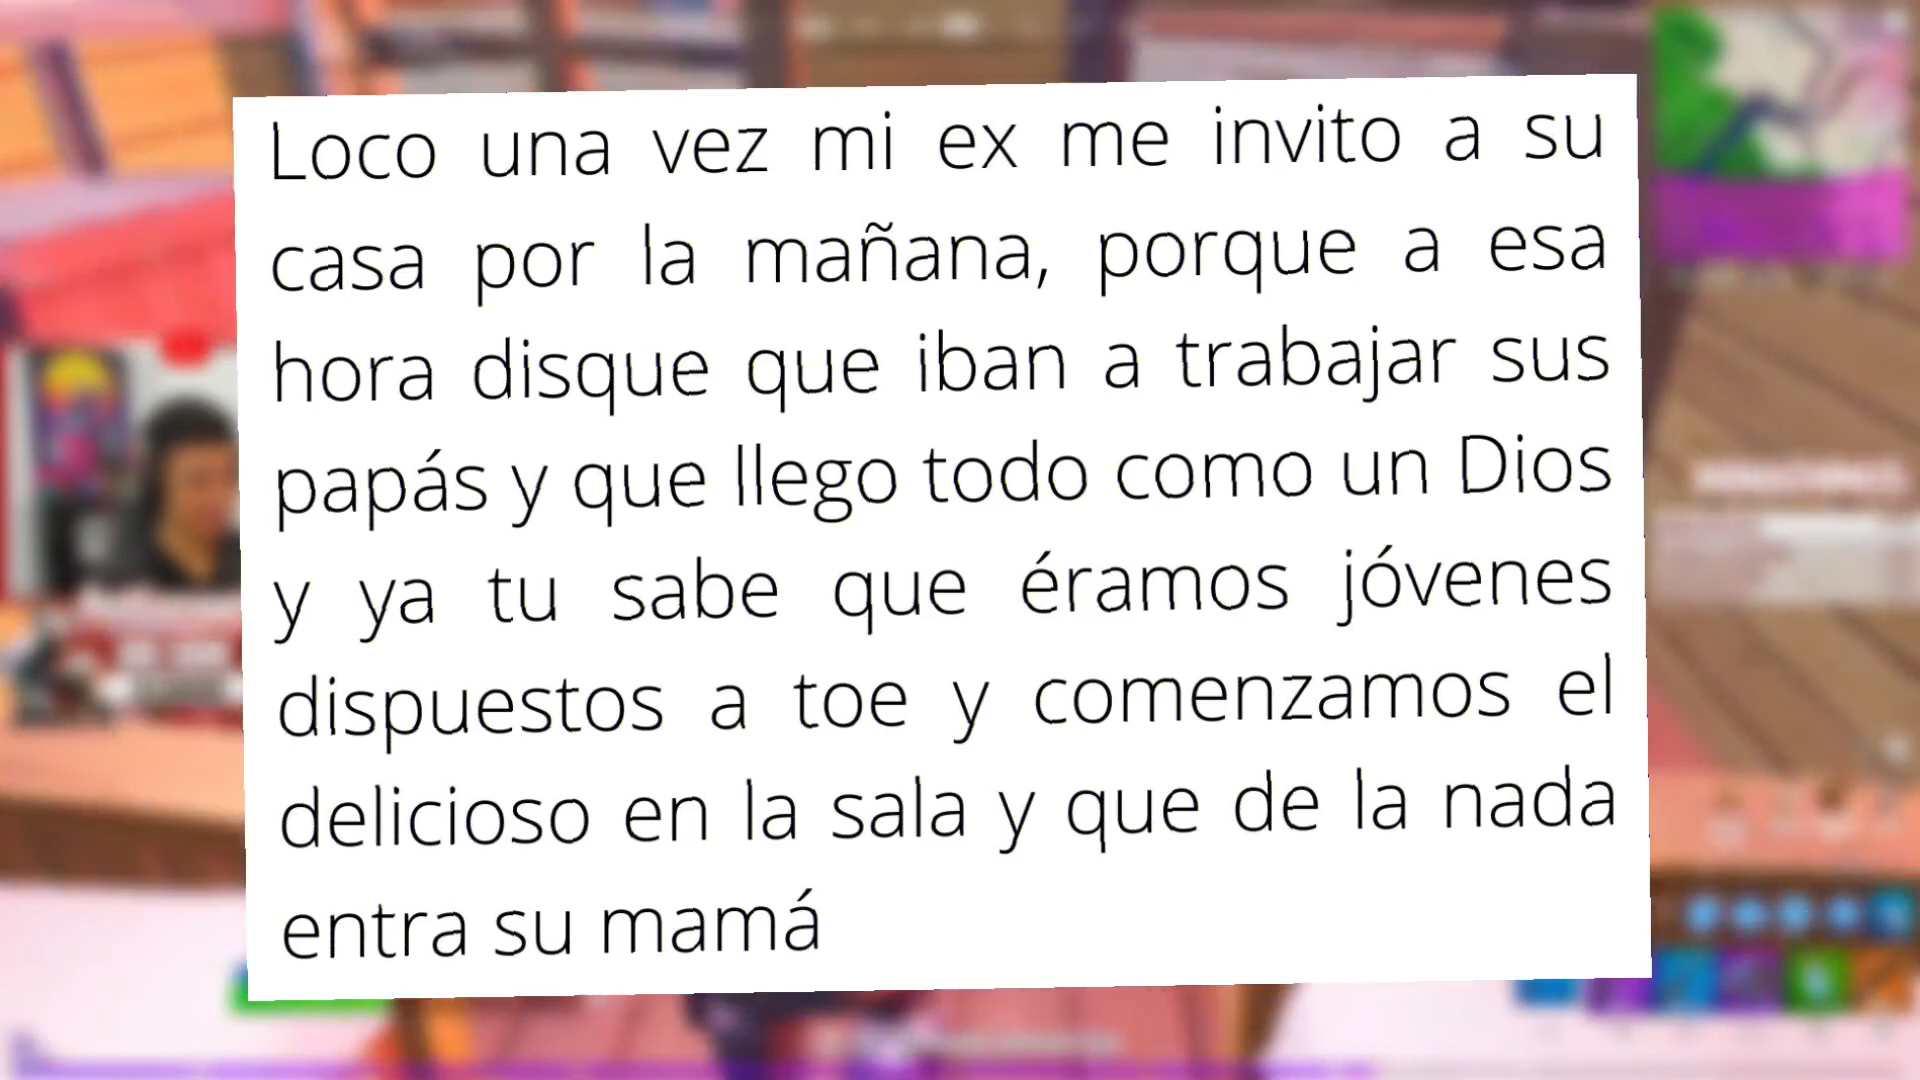 Loco una vez mi ex me invito a su
casa por la mañana, porque a esa
hora disque que iban a trabajar sus
papás y que llego todo como un Dios
y ya tu sabe que éramos jóvenes
dispuestos a toe y comenzamos el
delicioso en la sala y que de la nada
entra su mamá